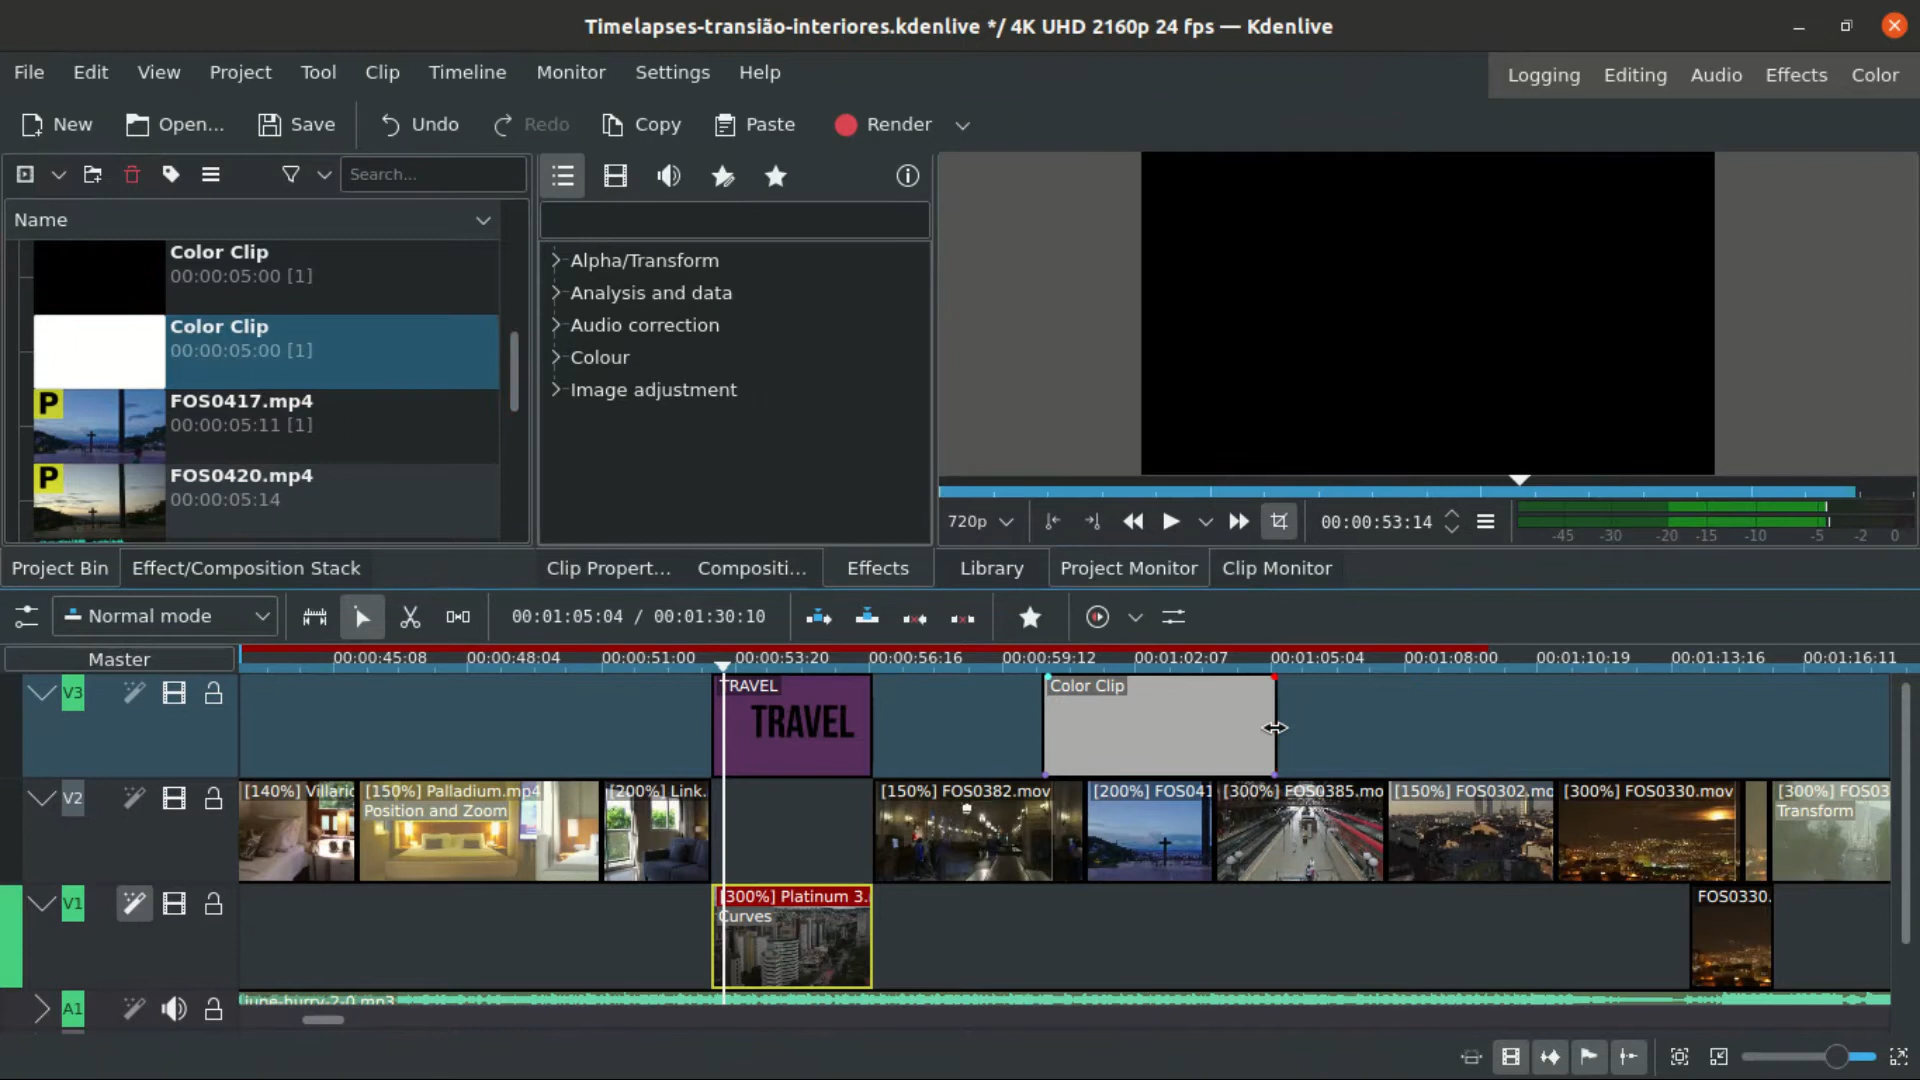 Timelapses-transião-interiores.kdenlive */ 4K UHD 2160p 24 fps — Kdenlive
File Edit View Project Tool Clip Timeline Monitor Settings Help
Logging Editing Audio Effects Color
New Open... Save Undo Redo Copy Paste Render
Search...
Name
Color Clip
00:00:05:00 [1]
Color Clip
00:00:05:00 [1]
P
FOS0417.mp4
00:00:05:11 [1]
P
FOS0420.mp4
00:00:05:14
Alpha/Transform
Analysis and data
Audio correction
Colour
Image adjustment
720p
00:00:53:14
-45 -30 -20 -15 -10 -5 -2 0
Project Bin Effect/Composition Stack
Clip Propert... Compositi... Effects
Library Project Monitor Clip Monitor
Normal mode
00:01:05:04 / 00:01:30:10
Master
00:00:45:08 00:00:48:04 00:00:51:00 00:00:53:20 00:00:56:16 00:00:59:12 00:01:02:07 00:01:05:04 00:01:08:00 00:01:10:19 00:01:13:16 00:01:16:11
V3
TRAVEL
TRAVEL
Color Clip
V2
[140%] Villaric
[150%] Palladium.mp4
Position and Zoom
[200%] Link.
[150%] FOS0382.mov
[200%] FOS041
[300%] FOS0385.mo
[150%] FOS0302.mo
[300%] FOS0330.mov
[300%] FOS03
Transform
V1
[300%] Platinum 3.
Curves
FOS0330.
A1
june-hurry-2-0.mp3